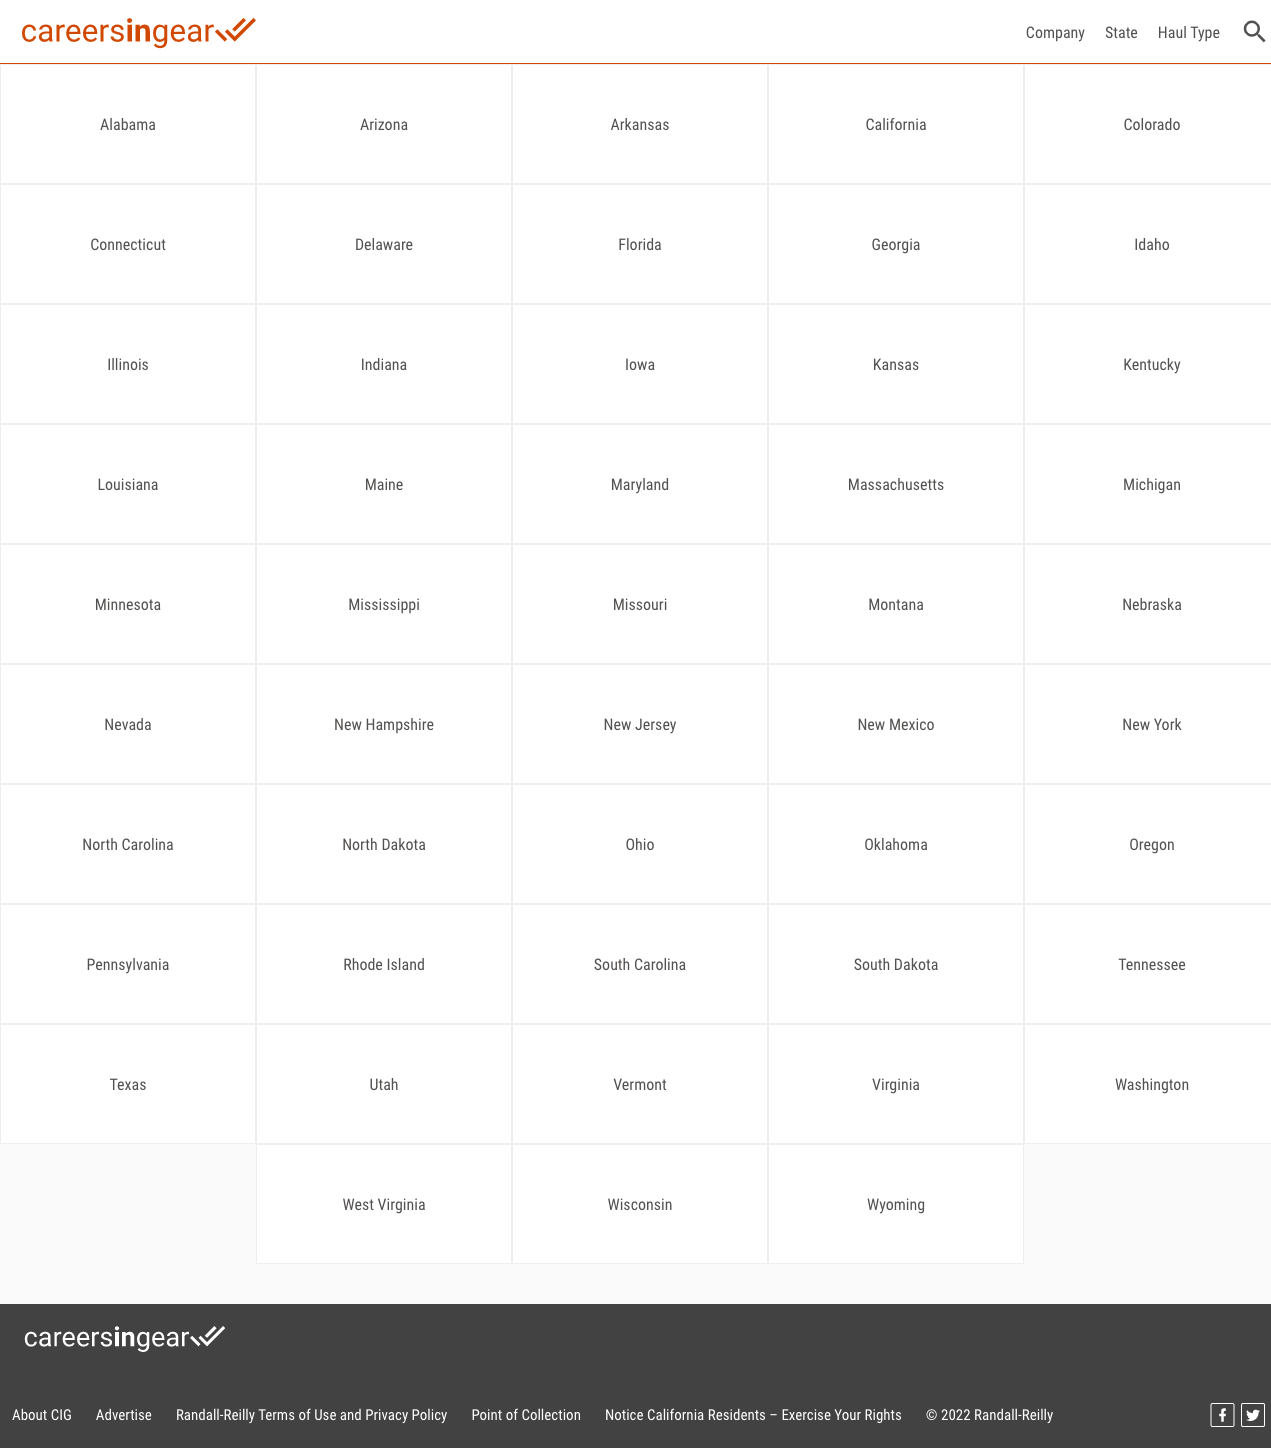 careersingear
Company State Haul Type
Alabama Arizona Arkansas California Colorado
Connecticut Delaware Florida Georgia Idaho
Illinois Indiana Iowa Kansas Kentucky
Louisiana Maine Maryland Massachusetts Michigan
Minnesota Mississippi Missouri Montana Nebraska
Nevada New Hampshire New Jersey New Mexico New York
North Carolina North Dakota Ohio Oklahoma Oregon
Pennsylvania Rhode Island South Carolina South Dakota Tennessee
Texas Utah Vermont Virginia Washington
West Virginia Wisconsin Wyoming
careersingear
About CIG Advertise Randall-Reilly Terms of Use and Privacy Policy Point of Collection Notice California Residents – Exercise Your Rights © 2022 Randall-Reilly